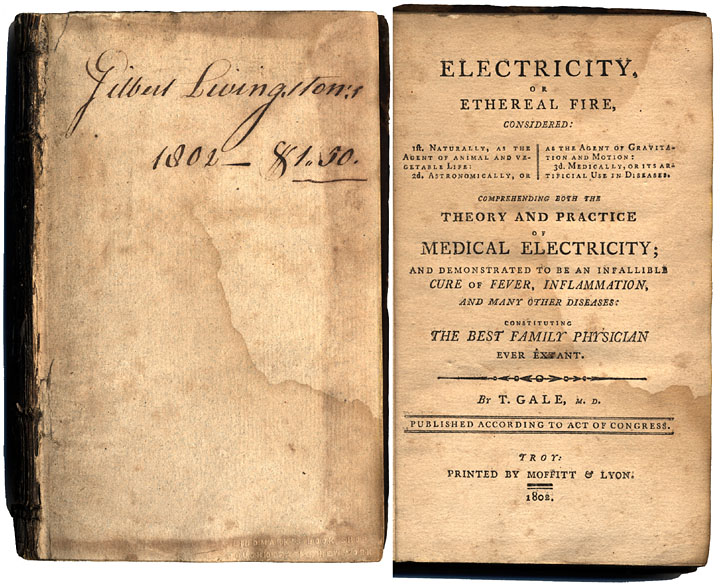 Gilbert Livingston's
1802 — $1.50.
ELECTRICITY,
OR
ETHEREAL FIRE,
CONSIDERED:
1st. NATURALLY, AS THE
AGENT OF ANIMAL AND VE-
GETABLE LIFE:
2d. ASTRONOMICALLY, OR
AS THE AGENT OF GRAVITA-
TION AND MOTION:
3d. MEDICALLY, OR ITS AR-
TIFICIAL USE IN DISEASES.
COMPREHENDING BOTH THE
THEORY AND PRACTICE
OF
MEDICAL ELECTRICITY;
AND DEMONSTRATED TO BE AN INFALLIBLE
CURE OF FEVER, INFLAMMATION,
AND MANY OTHER DISEASES:
CONSTITUTING
THE BEST FAMILY PHYSICIAN
EVER EXTANT.
BY T. GALE, M. D.
PUBLISHED ACCORDING TO ACT OF CONGRESS.
TROY:
PRINTED BY MOFFITT & LYON.
1802.